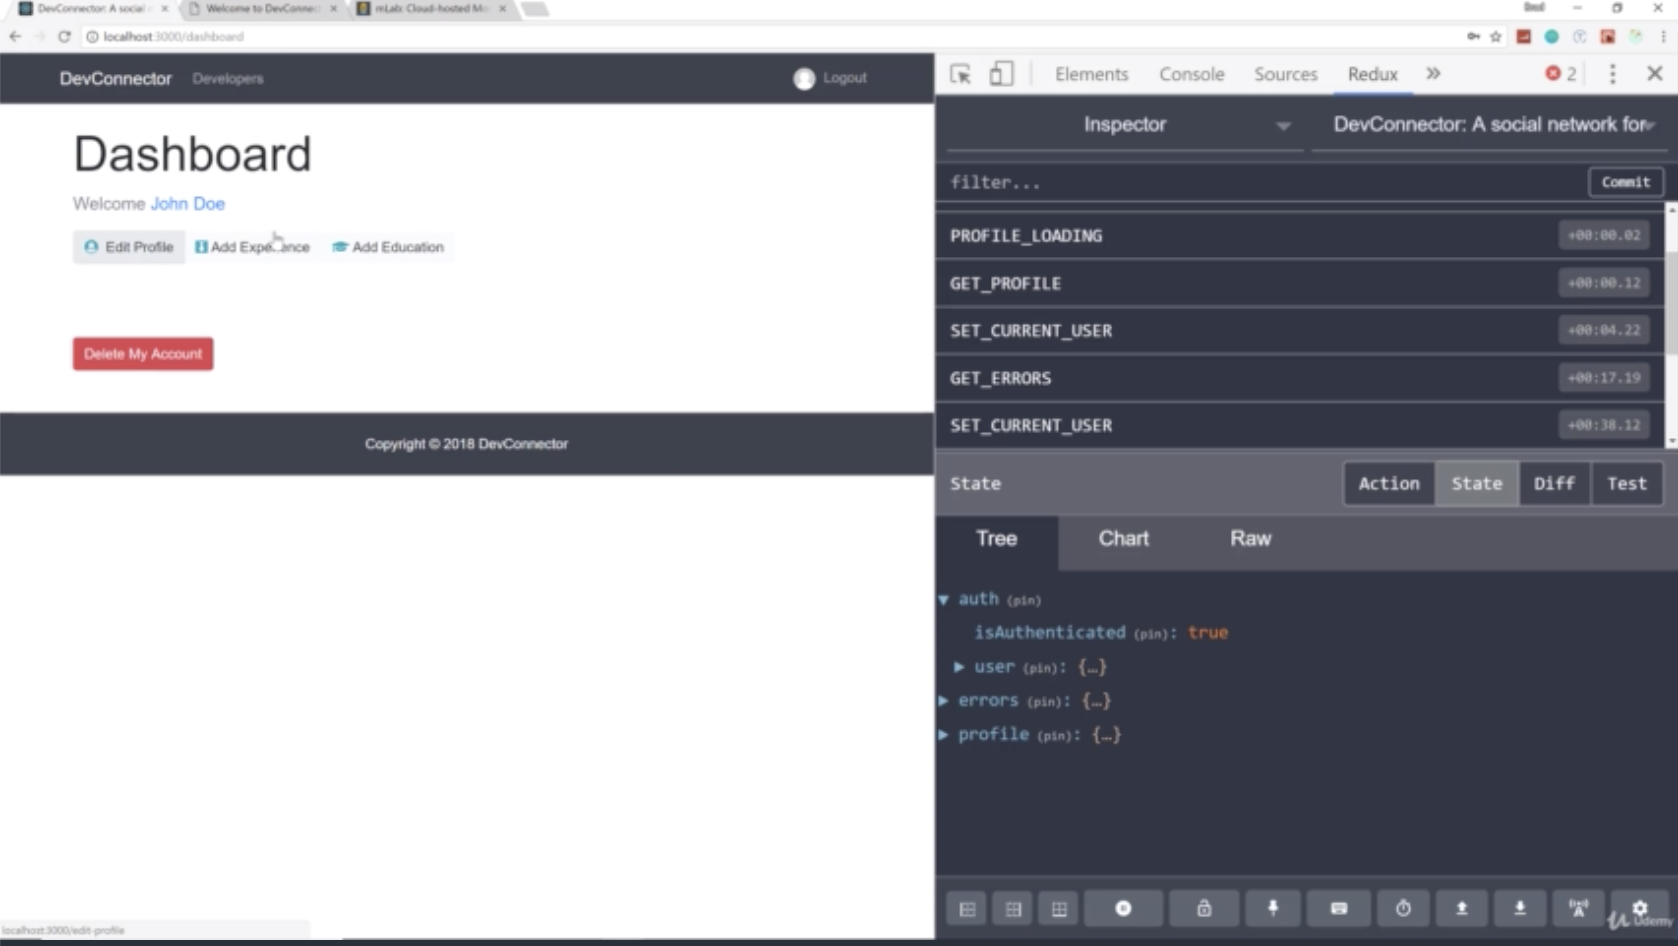 DevConnector: A social
Welcome to DevConnect
mLab: Cloud-hosted Mo
localhost:3000/dashboard
DevConnector Developers Logout
Dashboard
Welcome John Doe
Edit Profile Add Experience Add Education
Delete My Account
Copyright © 2018 DevConnector
localhost:3000/edit-profile
Elements Console Sources Redux » 2
Inspector DevConnector: A social network for
filter... Commit
PROFILE_LOADING +00:00.02
GET_PROFILE +00:00.12
SET_CURRENT_USER +00:04.22
GET_ERRORS +00:17.19
SET_CURRENT_USER +00:38.12
State Action State Diff Test
Tree Chart Raw
auth (pin)
isAuthenticated (pin): true
user (pin): {…}
errors (pin): {…}
profile (pin): {…}
Udemy